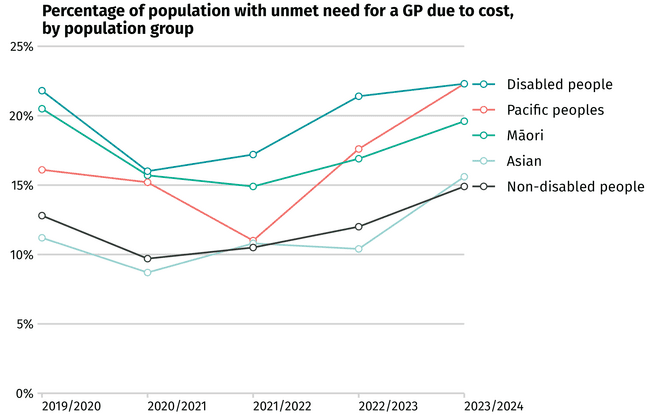 Percentage of population with unmet need for a GP due to cost,
by population group
25%
20%
15%
10%
5%
0%
Disabled people
Pacific peoples
Māori
Asian
Non-disabled people
2019/2020
2020/2021
2021/2022
2022/2023
2023/2024